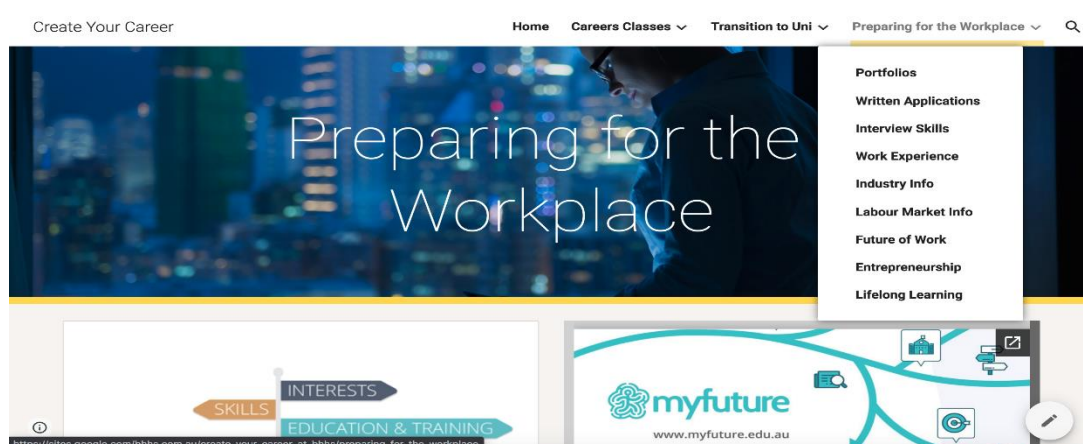 Create Your Career
Home Careers Classes Transition to Uni Preparing for the Workplace
Portfolios
Written Applications
Interview Skills
Work Experience
Industry Info
Labour Market Info
Future of Work
Entrepreneurship
Lifelong Learning
Preparing for the
Workplace
INTERESTS
SKILLS
EDUCATION & TRAINING
myfuture
www.myfuture.edu.au